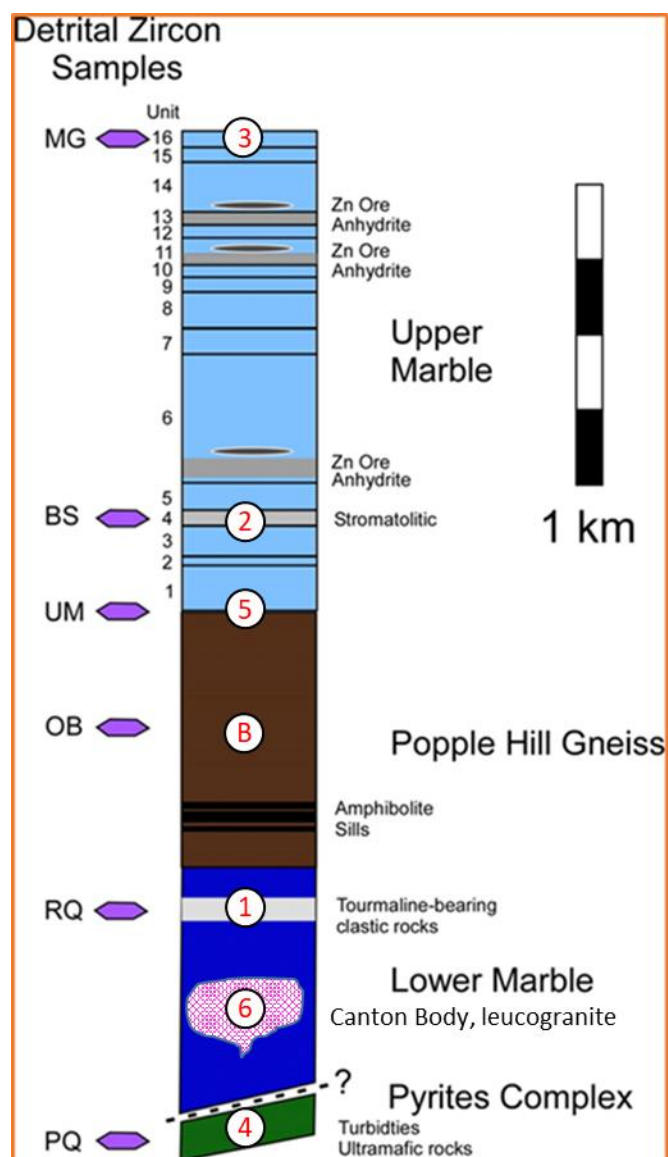 Detrital Zircon
Samples
Unit
MG
16
3
15
14
Zn Ore
13
Anhydrite
12
11
Zn Ore
10
Anhydrite
9
8
Upper
Marble
7
6
Zn Ore
Anhydrite
5
BS
4
2
Stromatolitic
1 km
3
2
1
UM
5
OB
B
Popple Hill Gneiss
Amphibolite
Sills
RQ
1
Tourmaline-bearing
clastic rocks
Lower Marble
6
Canton Body, leucogranite
?
Pyrites Complex
PQ
4
Turbidties
Ultramafic rocks